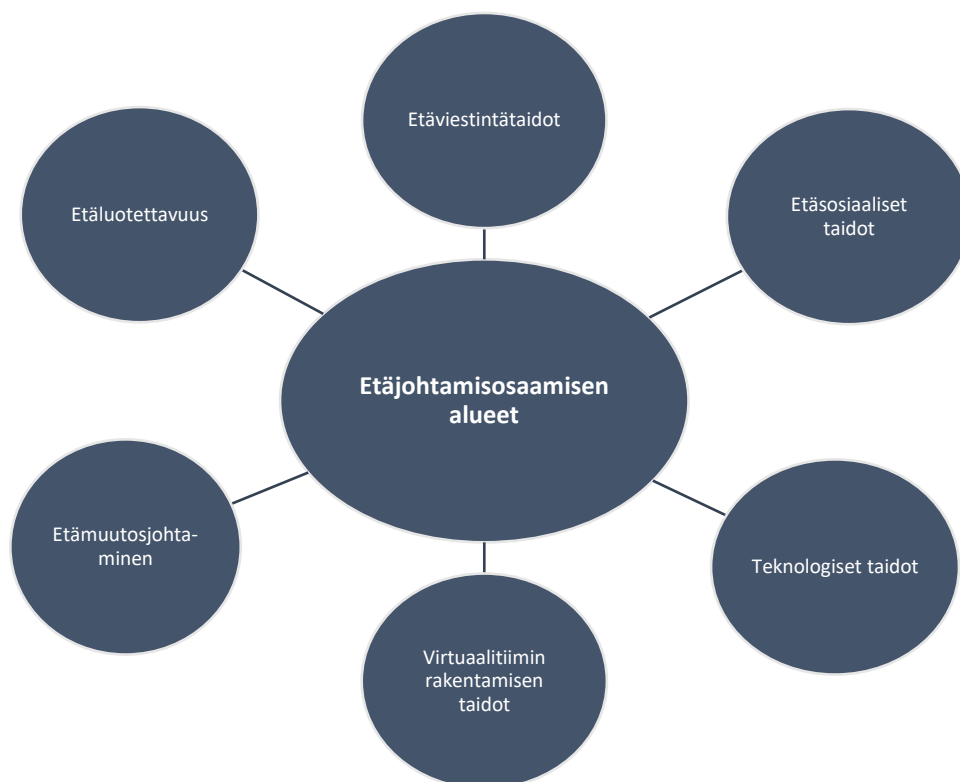 Etäviestintätaidot
Etäluotettavuus
Etäsosiaaliset
taidot
Etäjohtamisosaamisen
alueet
Etämuutosjohta-
minen
Teknologiset taidot
Virtuaalitiimin
rakentamisen
taidot